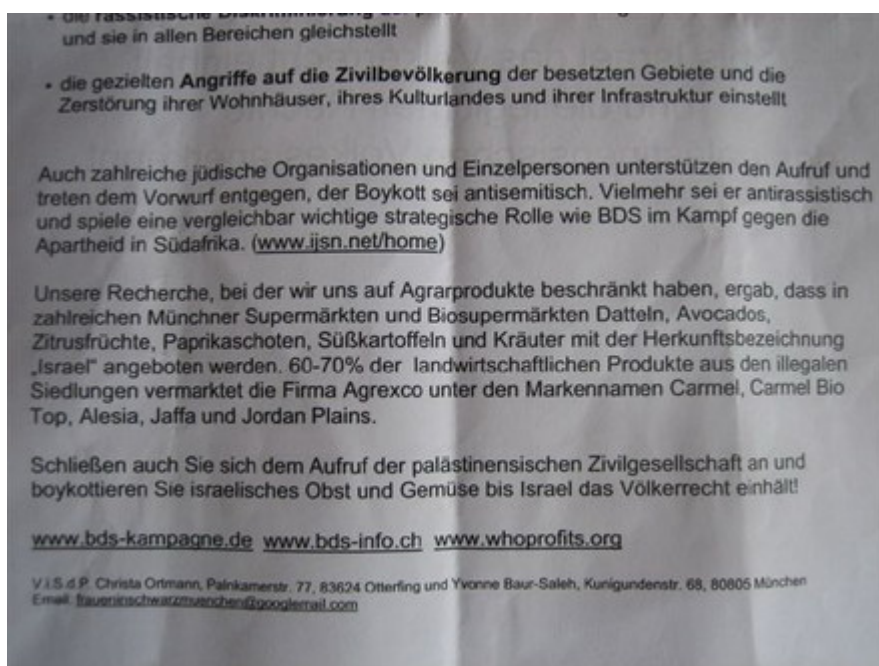 • die rassistische Diskriminierung der
und sie in allen Bereichen gleichstellt
• die gezielten Angriffe auf die Zivilbevölkerung der besetzten Gebiete und die
Zerstörung ihrer Wohnhäuser, ihres Kulturlandes und ihrer Infrastruktur einstellt
Auch zahlreiche jüdische Organisationen und Einzelpersonen unterstützen den Aufruf und
treten dem Vorwurf entgegen, der Boykott sei antisemitisch. Vielmehr sei er antirassistisch
und spiele eine vergleichbar wichtige strategische Rolle wie BDS im Kampf gegen die
Apartheid in Südafrika. (www.ijsn.net/home)
Unsere Recherche, bei der wir uns auf Agrarprodukte beschränkt haben, ergab, dass in
zahlreichen Münchner Supermärkten und Biosupermärkten Datteln, Avocados,
Zitrusfrüchte, Paprikaschoten, Süßkartoffeln und Kräuter mit der Herkunftsbezeichnung
„Israel" angeboten werden. 60-70% der landwirtschaftlichen Produkte aus den illegalen
Siedlungen vermarktet die Firma Agrexco unter den Markennamen Carmel, Carmel Bio
Top, Alesia, Jaffa und Jordan Plains.
Schließen auch Sie sich dem Aufruf der palästinensischen Zivilgesellschaft an und
boykottieren Sie israelisches Obst und Gemüse bis Israel das Völkerrecht einhält!
www.bds-kampagne.de www.bds-info.ch www.whoprofits.org
V.i.S.d.P. Christa Ortmann, Palnkamerstr. 77, 83624 Otterfing und Yvonne Baur-Saleh, Kunigundenstr. 68, 80805 München
Email: fraueninschwarzmuenchen@googlemail.com